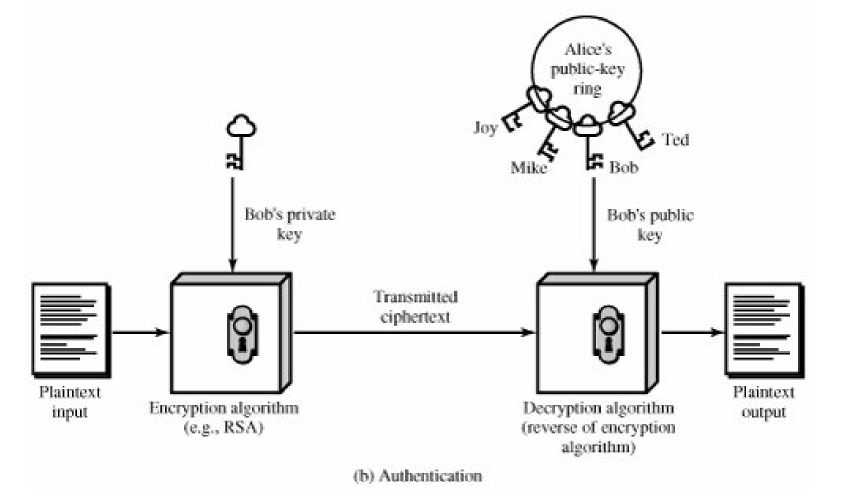 Alice's
public-key
ring
Joy
Mike
Bob
Ted
Bob's private
key
Bob's public
key
Transmitted
ciphertext
Plaintext
input
Encryption algorithm
(e.g., RSA)
Decryption algorithm
(reverse of encryption
algorithm)
Plaintext
output
(b) Authentication